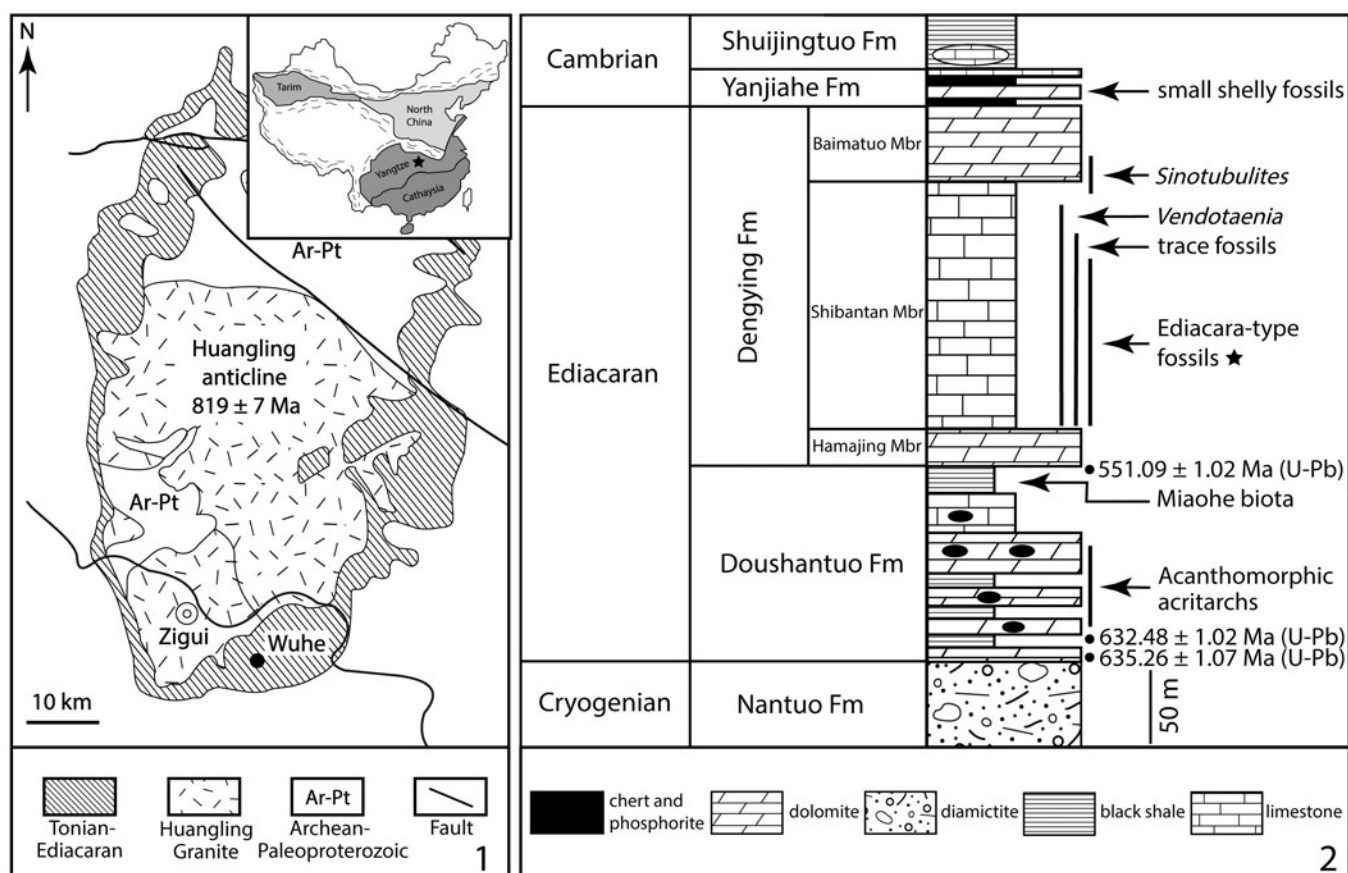 N
Tarim
North
China
Yangtze
Cathaysia
Ar-Pt
Huangling
anticline
819 ± 7 Ma
Ar-Pt
Zigui
Wuhe
10 km
Ar-Pt
Tonian-
Ediacaran
Huangling
Granite
Archean-
Paleoproterozoic
Fault
1
Cambrian
Shuijingtuo Fm
Yanjiahe Fm
small shelly fossils
Ediacaran
Dengying Fm
Baimatuo Mbr
Sinotubulites
Vendotaenia
trace fossils
Shibantan Mbr
Ediacara-type
fossils ★
Hamajing Mbr
551.09 ± 1.02 Ma (U-Pb)
Miaohe biota
Doushantuo Fm
Acanthomorphic
acritarchs
632.48 ± 1.02 Ma (U-Pb)
635.26 ± 1.07 Ma (U-Pb)
Cryogenian
Nantuo Fm
50 m
chert and
phosphorite
dolomite
diamictite
black shale
limestone
2